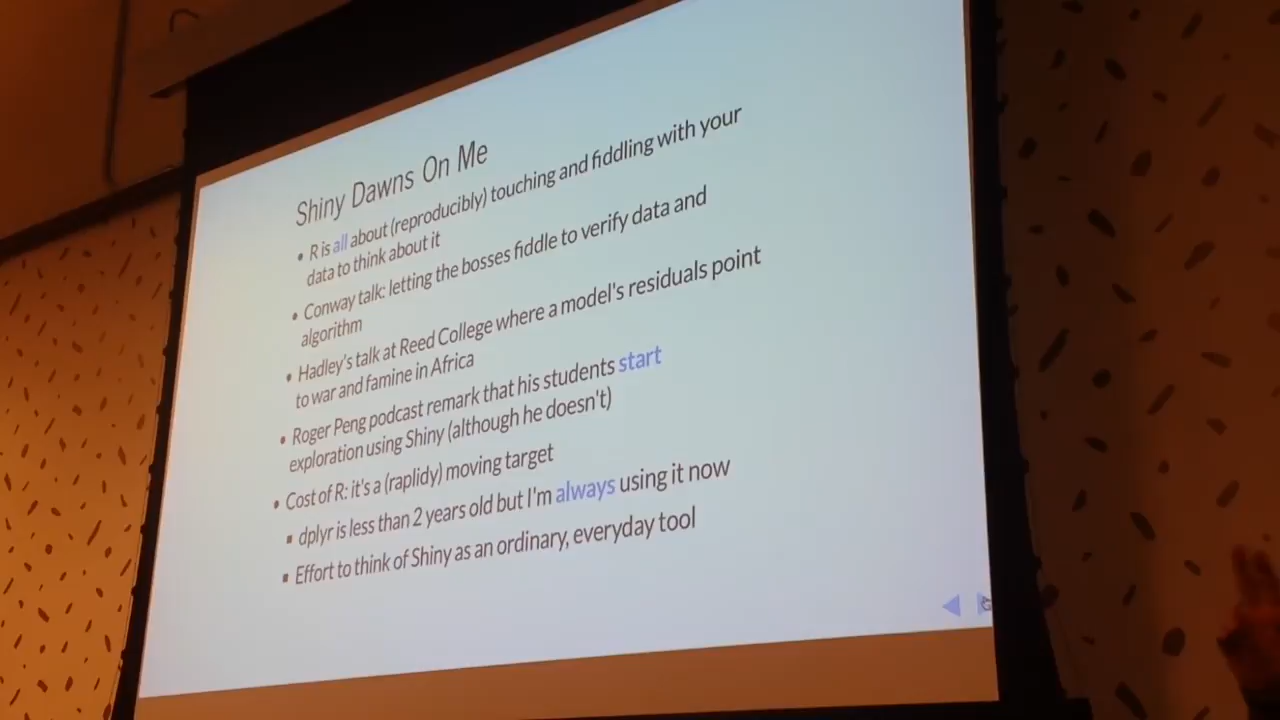 Shiny Dawns On Me
• R is all about (reproducibly) touching and fiddling with your
data to think about it
• Conway talk: letting the bosses fiddle to verify data and
algorithm
• Hadley's talk at Reed College where a model's residuals point
to war and famine in Africa
• Roger Peng podcast remark that his students start
exploration using Shiny (although he doesn't)
• Cost of R: it's a (raplidy) moving target
▪ dplyr is less than 2 years old but I'm always using it now
▪ Effort to think of Shiny as an ordinary, everyday tool